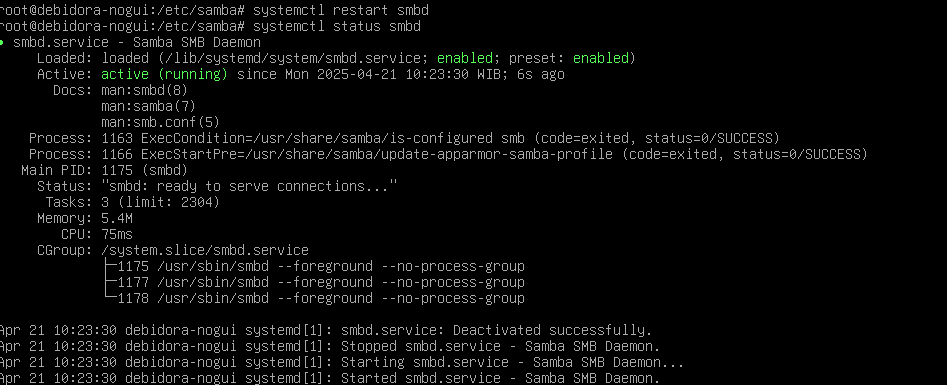 root@debidora-nogui:/etc/samba# systemctl restart smbd
root@debidora-nogui:/etc/samba# systemctl status smbd
● smbd.service - Samba SMB Daemon
     Loaded: loaded (/lib/systemd/system/smbd.service; enabled; preset: enabled)
     Active: active (running) since Mon 2025-04-21 10:23:30 WIB; 6s ago
       Docs: man:smbd(8)
             man:samba(7)
             man:smb.conf(5)
    Process: 1163 ExecCondition=/usr/share/samba/is-configured smb (code=exited, status=0/SUCCESS)
    Process: 1166 ExecStartPre=/usr/share/samba/update-apparmor-samba-profile (code=exited, status=0/SUCCESS)
   Main PID: 1175 (smbd)
     Status: "smbd: ready to serve connections..."
      Tasks: 3 (limit: 2304)
     Memory: 5.4M
        CPU: 75ms
     CGroup: /system.slice/smbd.service
             ├─1175 /usr/sbin/smbd --foreground --no-process-group
             ├─1177 /usr/sbin/smbd --foreground --no-process-group
             └─1178 /usr/sbin/smbd --foreground --no-process-group

Apr 21 10:23:30 debidora-nogui systemd[1]: smbd.service: Deactivated successfully.
Apr 21 10:23:30 debidora-nogui systemd[1]: Stopped smbd.service - Samba SMB Daemon.
Apr 21 10:23:30 debidora-nogui systemd[1]: Starting smbd.service - Samba SMB Daemon...
Apr 21 10:23:30 debidora-nogui systemd[1]: Started smbd.service - Samba SMB Daemon.